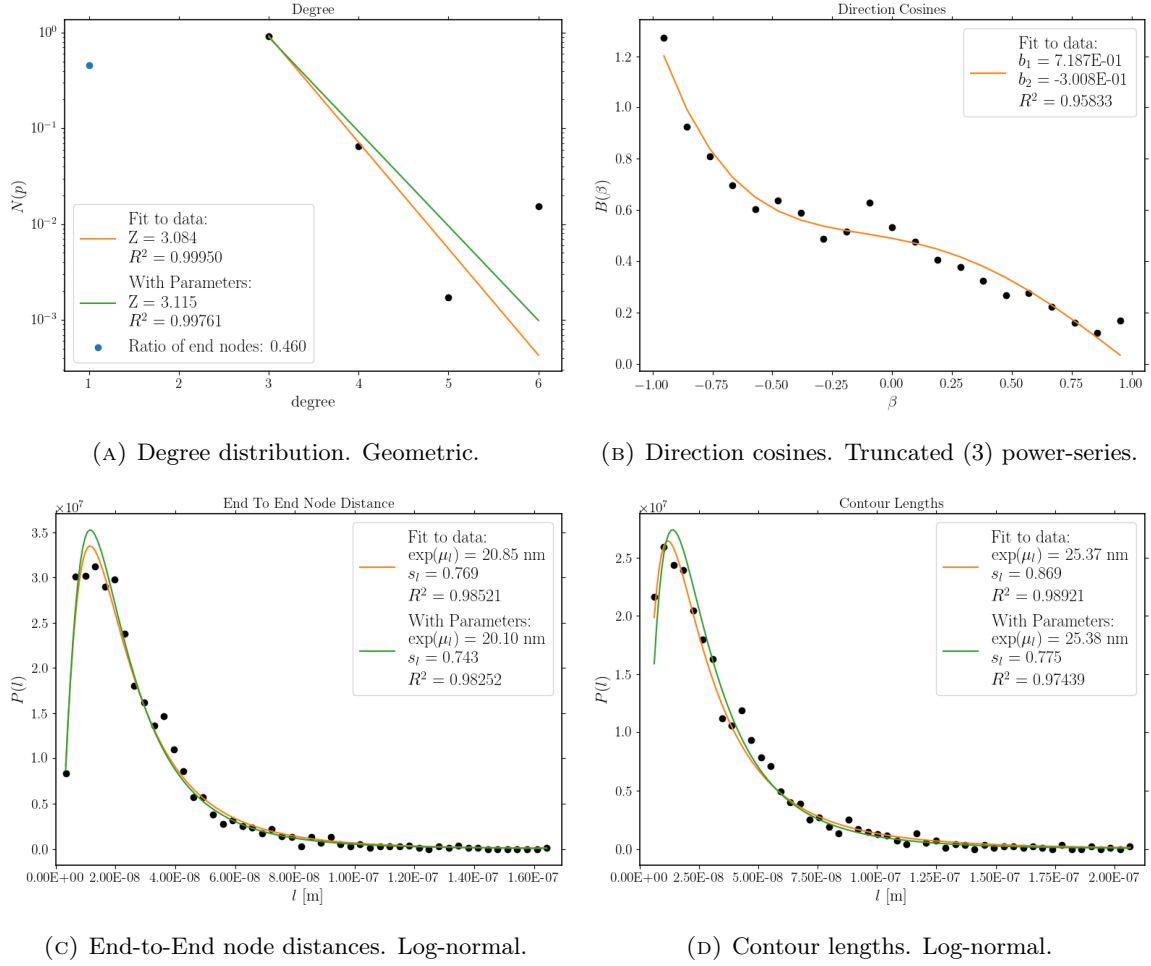 Degree
10^0
10^{-1}
10^{-2}
10^{-3}
N(p)
1
2
3
4
5
6
degree
Fit to data:
Z = 3.084
R^2 = 0.99950
With Parameters:
Z = 3.115
R^2 = 0.99761
Ratio of end nodes: 0.460
(A) Degree distribution. Geometric.
Direction Cosines
1.2
1.0
0.8
0.6
0.4
0.2
0.0
B(β)
−1.00
−0.75
−0.50
−0.25
0.00
0.25
0.50
0.75
1.00
β
Fit to data:
b_1 = 7.187E-01
b_2 = -3.008E-01
R^2 = 0.95833
(B) Direction cosines. Truncated (3) power-series.
End To End Node Distance
×10^7
3.5
3.0
2.5
2.0
1.5
1.0
0.5
0.0
P(l)
0.00E+00
2.00E-08
4.00E-08
6.00E-08
8.00E-08
1.00E-07
1.20E-07
1.40E-07
1.60E-07
l [m]
Fit to data:
exp(μ_l) = 20.85 nm
s_l = 0.769
R^2 = 0.98521
With Parameters:
exp(μ_l) = 20.10 nm
s_l = 0.743
R^2 = 0.98252
(C) End-to-End node distances. Log-normal.
Contour Lengths
×10^7
2.5
2.0
1.5
1.0
0.5
0.0
P(l)
0.00E+00
2.50E-08
5.00E-08
7.50E-08
1.00E-07
1.25E-07
1.50E-07
1.75E-07
2.00E-07
l [m]
Fit to data:
exp(μ_l) = 25.37 nm
s_l = 0.869
R^2 = 0.98921
With Parameters:
exp(μ_l) = 25.38 nm
s_l = 0.775
R^2 = 0.97439
(D) Contour lengths. Log-normal.